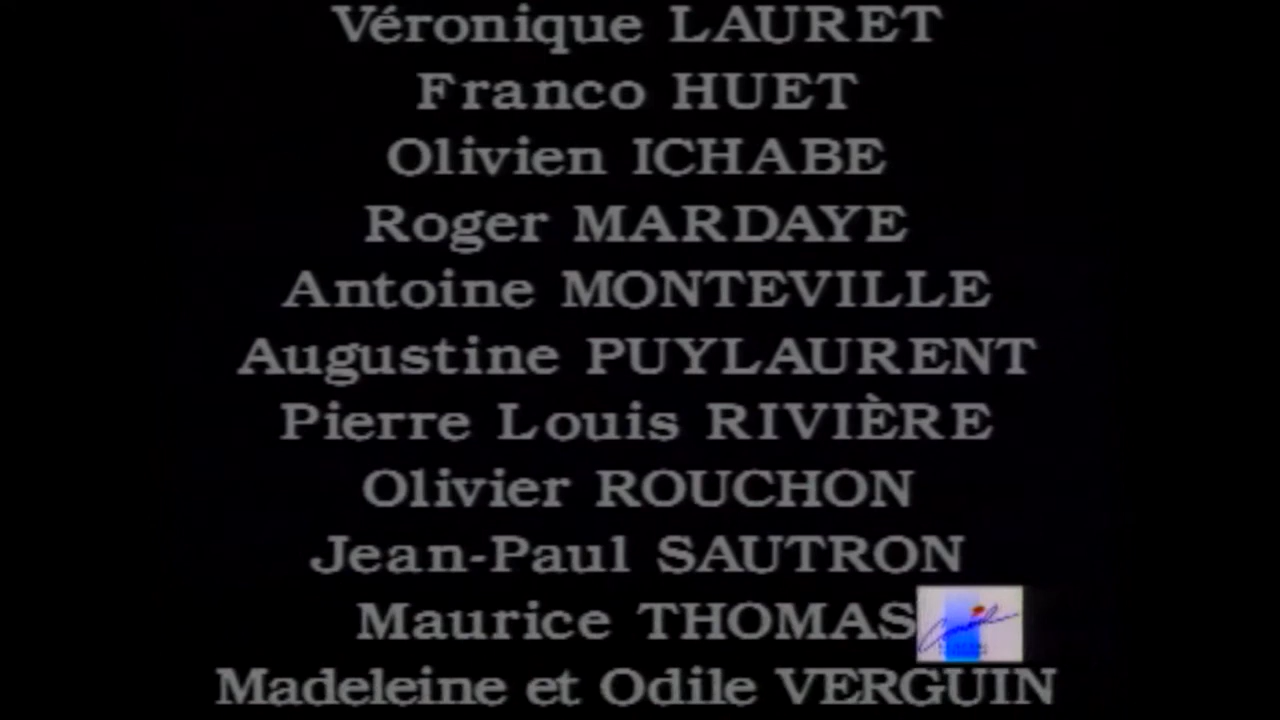 Véronique LAURET
Franco HUET
Olivien ICHABE
Roger MARDAYE
Antoine MONTEVILLE
Augustine PUYLAURENT
Pierre Louis RIVIÈRE
Olivier ROUCHON
Jean-Paul SAUTRON
Maurice THOMAS
Madeleine et Odile VERGUIN